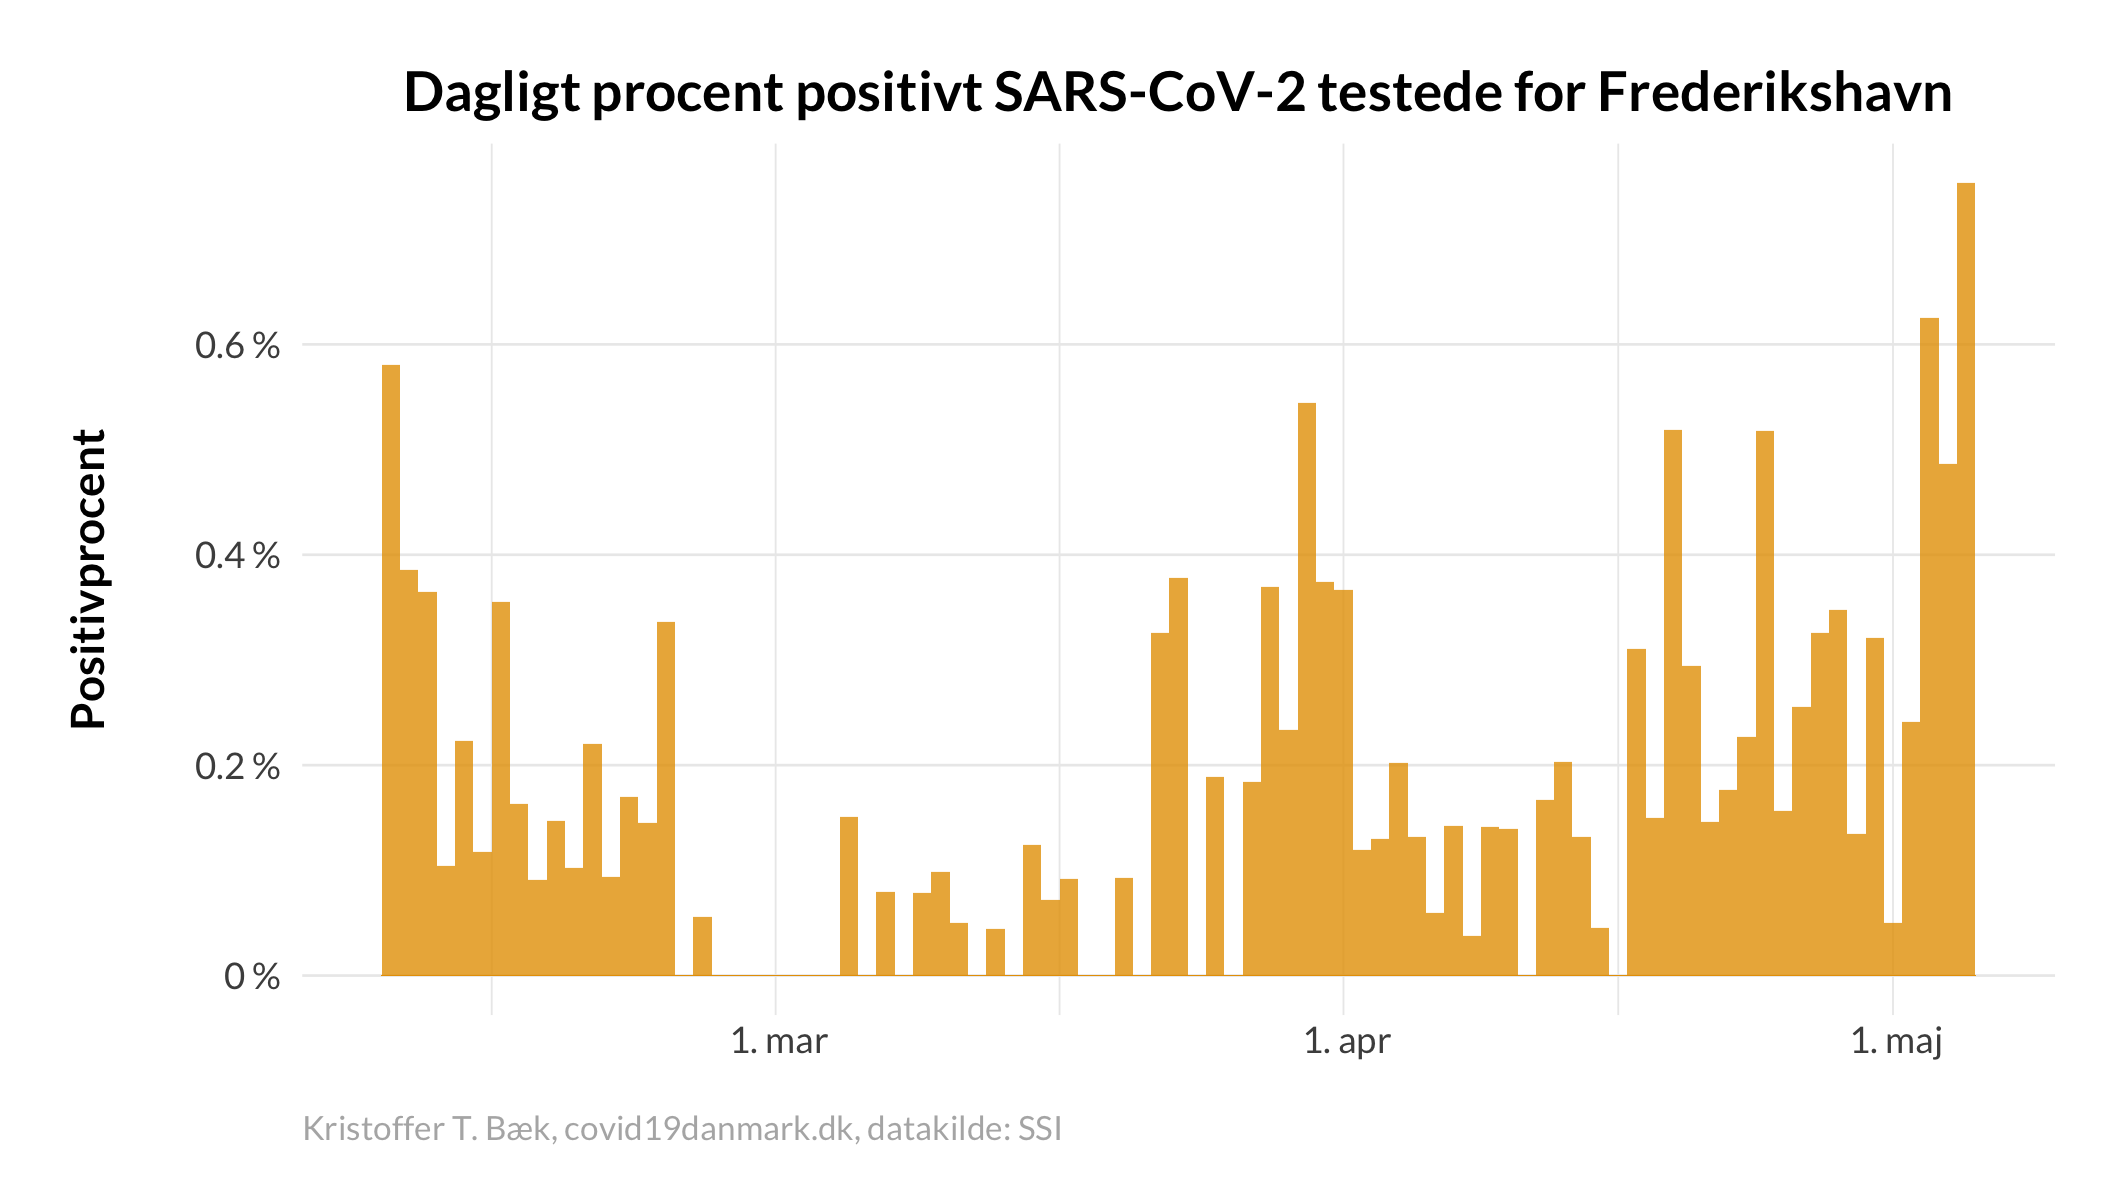 Dagligt procent positivt SARS-CoV-2 testede for Frederikshavn
Positivprocent
0.6 %
0.4 %
0.2 %
0 %
1. mar
1. apr
1. maj
Kristoffer T. Bæk, covid19danmark.dk, datakilde: SSI